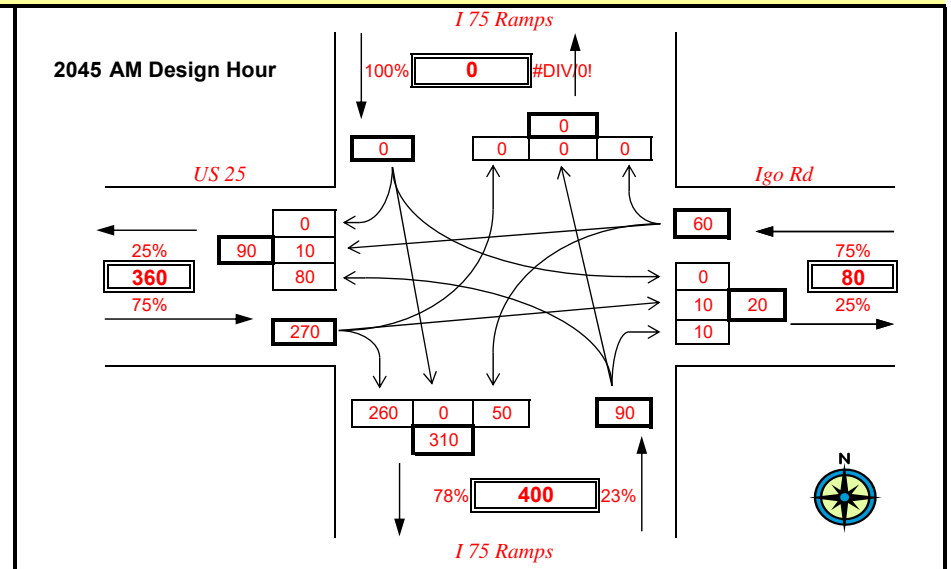 I 75 Ramps
2045 AM Design Hour
100% 0 #DIV/0!
0
0 0 0 0
US 25
Igo Rd
0
60
25% 90 10
75%
360 80
0 80
75%
10 20 25%
270
10
260 0 50
90
310
N
78% 400 23%
I 75 Ramps